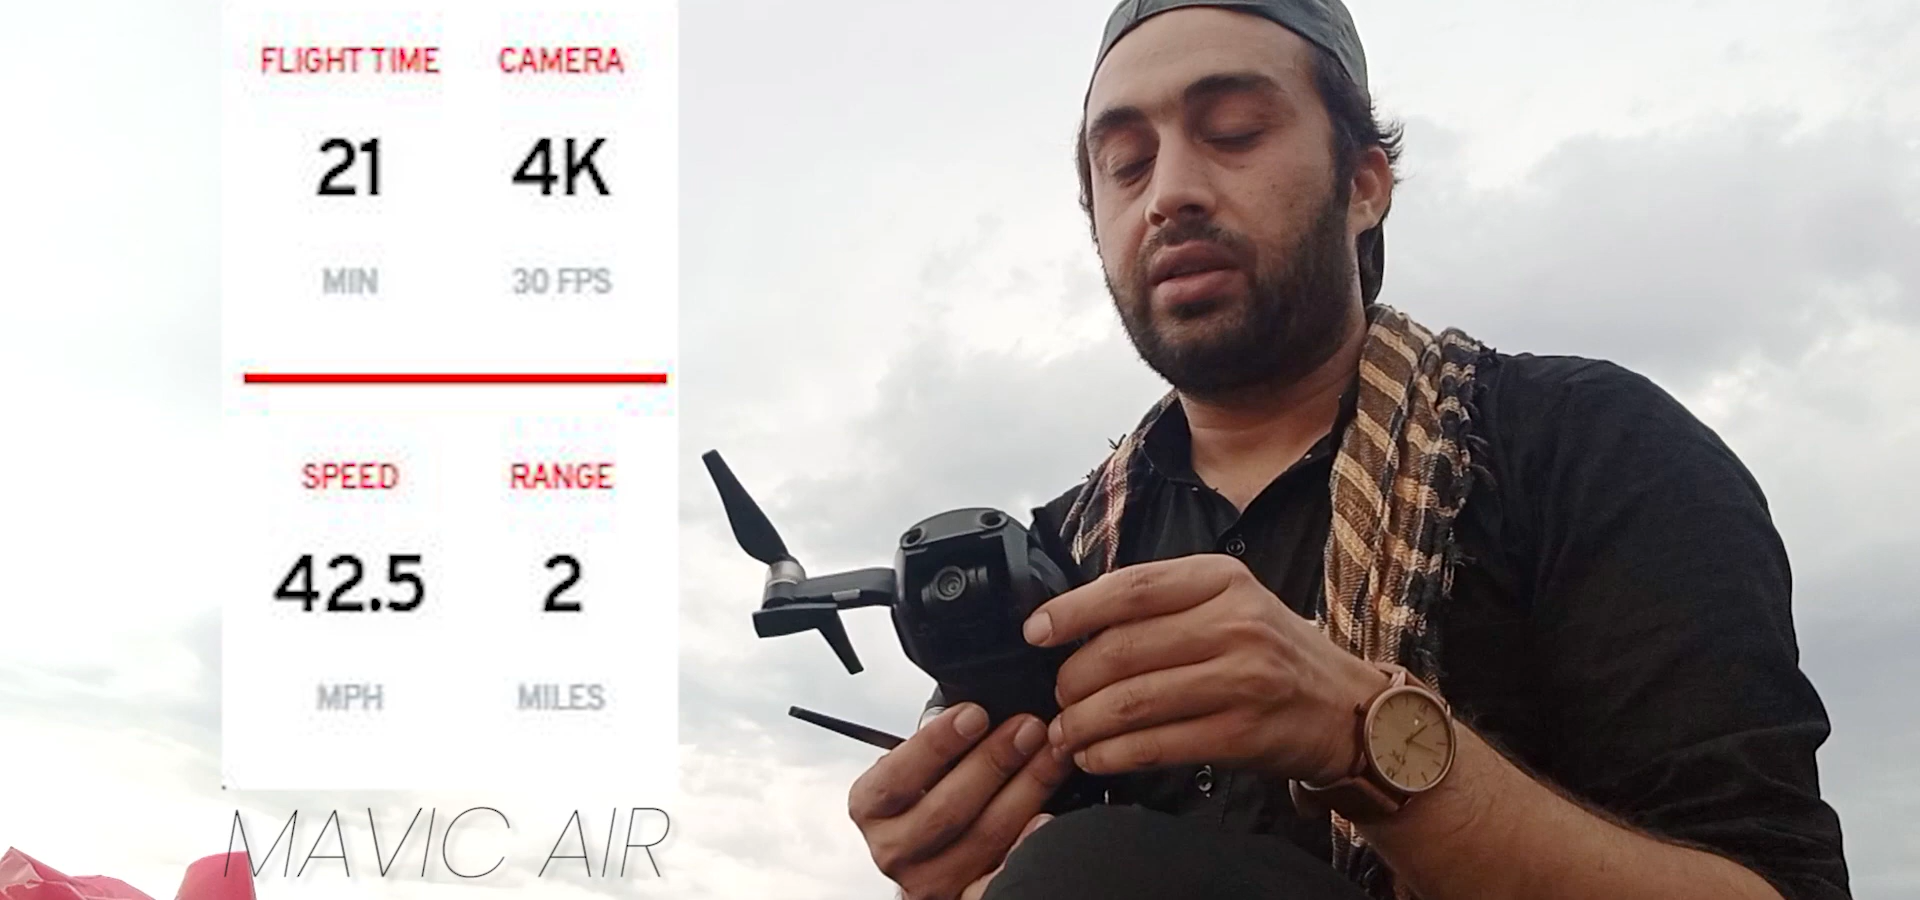 FLIGHT TIME CAMERA
21 4K
MIN 30 FPS
SPEED RANGE
42.5 2
MPH MILES
MAVIC AIR